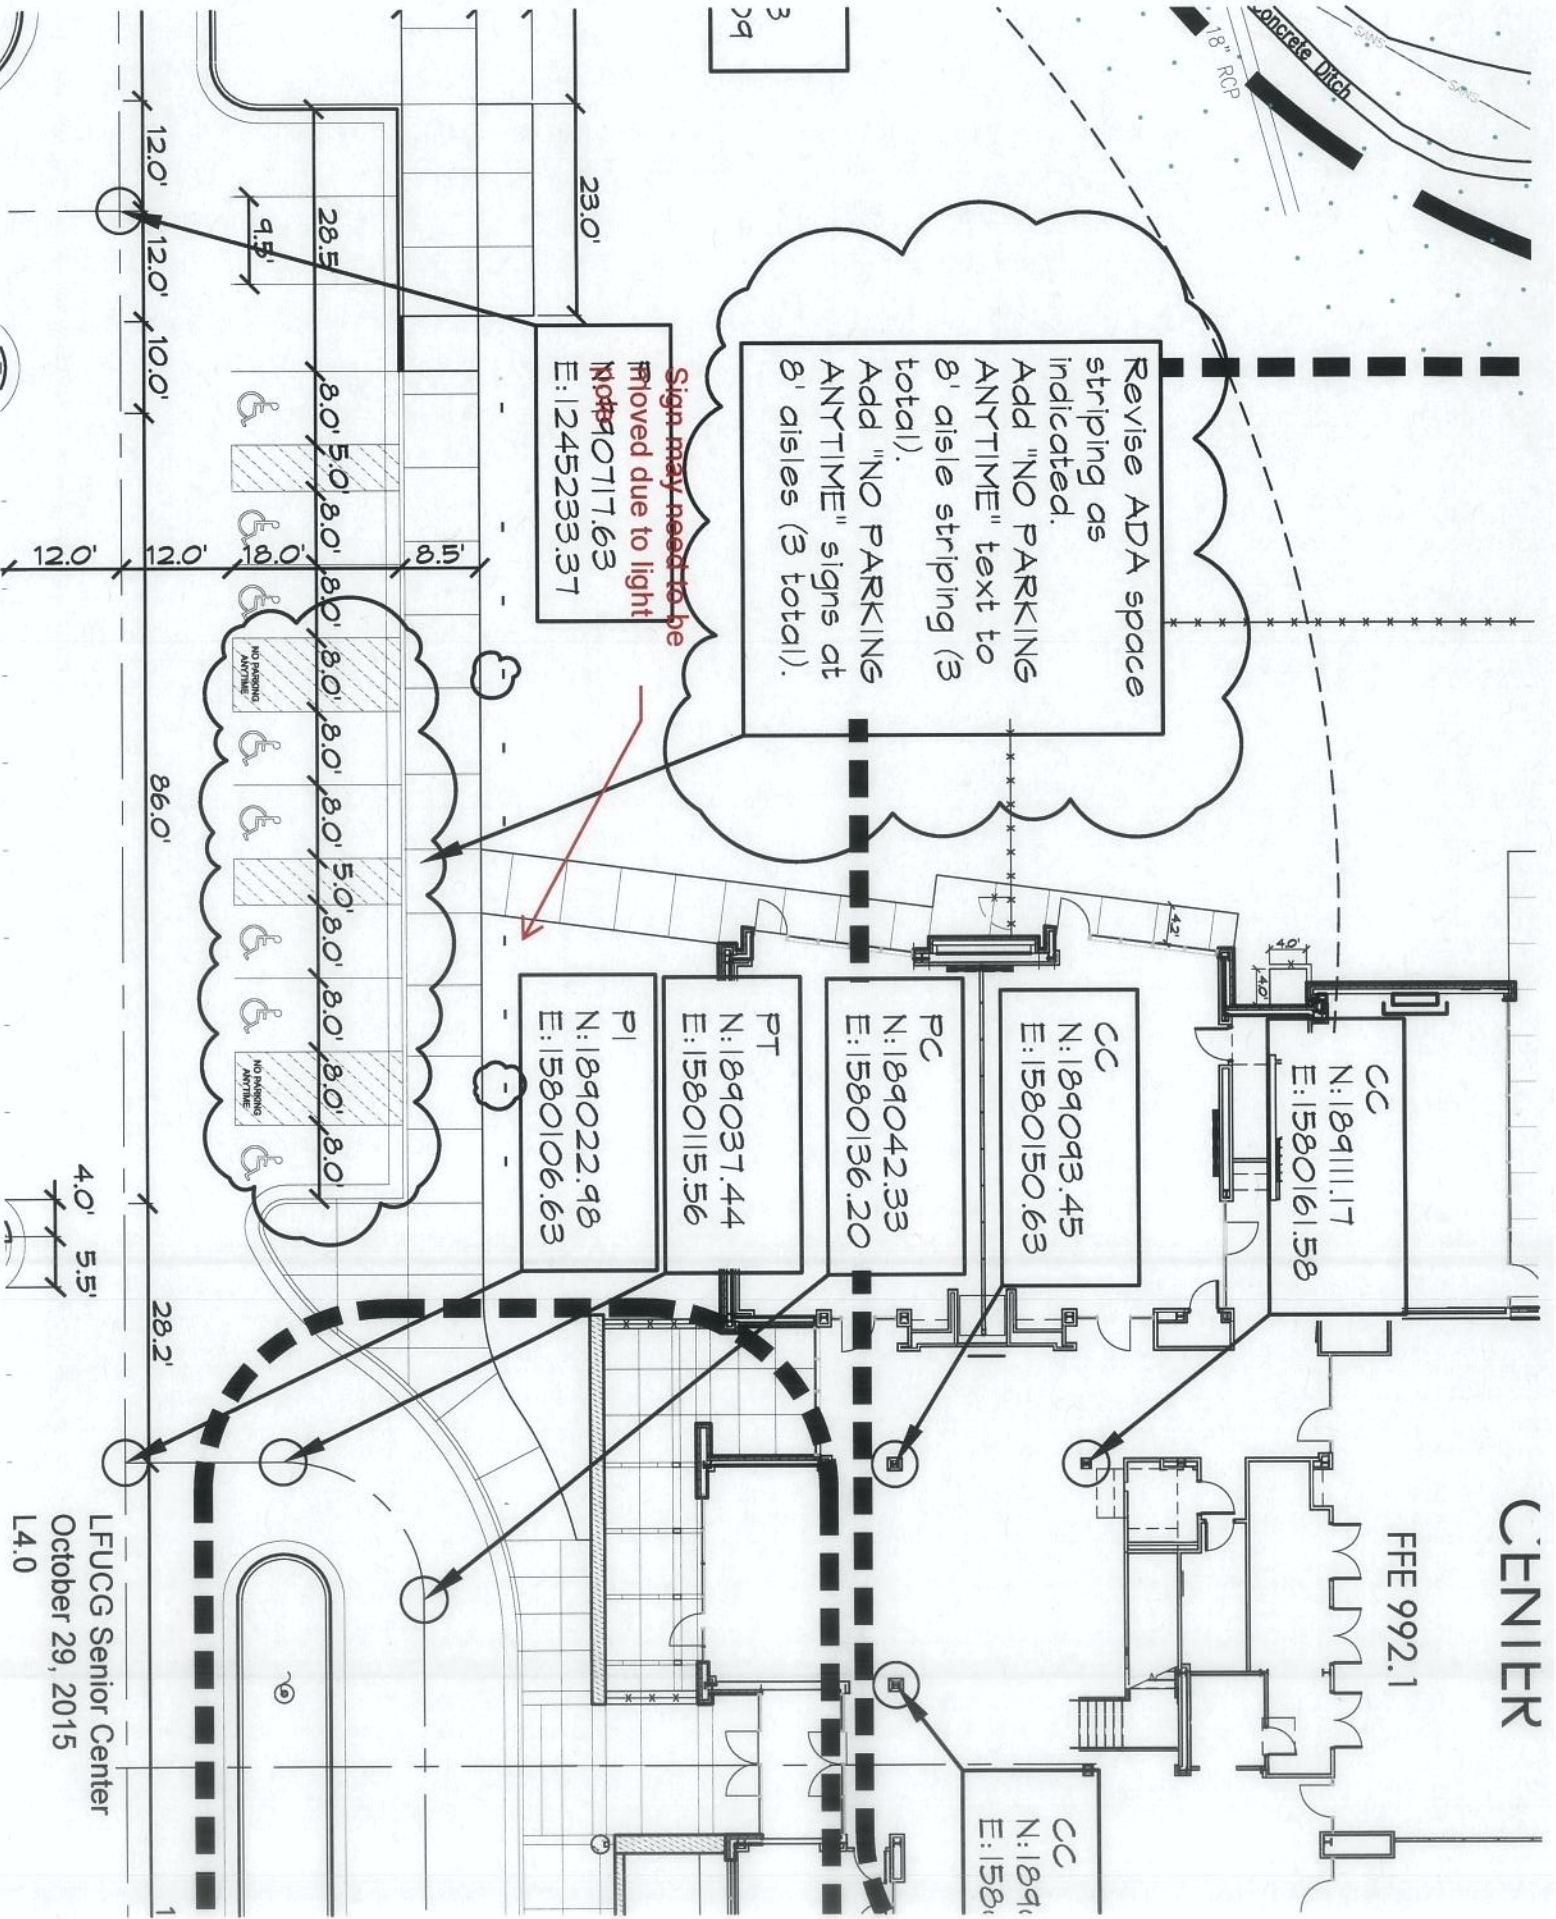 CENTER
FFE 992.1
Concrete Ditch
18" RCP
SANS
SANS
3
09
Revise ADA space
striping as
indicated.
Add "NO PARKING
ANYTIME" text to
8' aisle striping (3
total).
Add "NO PARKING
ANYTIME" signs at
8' aisles (3 total).
Sign may need to be
moved due to light
pole
N:190717.63
E:1245233.37
CC
N:189111.17
E:1580161.58
CC
N:189093.45
E:1580150.63
PC
N:189042.33
E:1580136.20
PT
N:189037.44
E:1580115.56
PI
N:189022.98
E:1580106.63
CC
N:189
E:158
4.2'
4.0'
4.0'
23.0'
8.5'
28.5'
8.0'
5.0'
8.0'
8.0'
8.0'
8.0'
8.0'
5.0'
8.0'
8.0'
8.0'
8.0'
9.5'
18.0'
NO PARKING
ANYTIME
NO PARKING
ANYTIME
12.0'
12.0'
10.0'
86.0'
28.2'
1
12.0'
12.0'
4.0'
5.5'
LFUCG Senior Center
October 29, 2015
L4.0